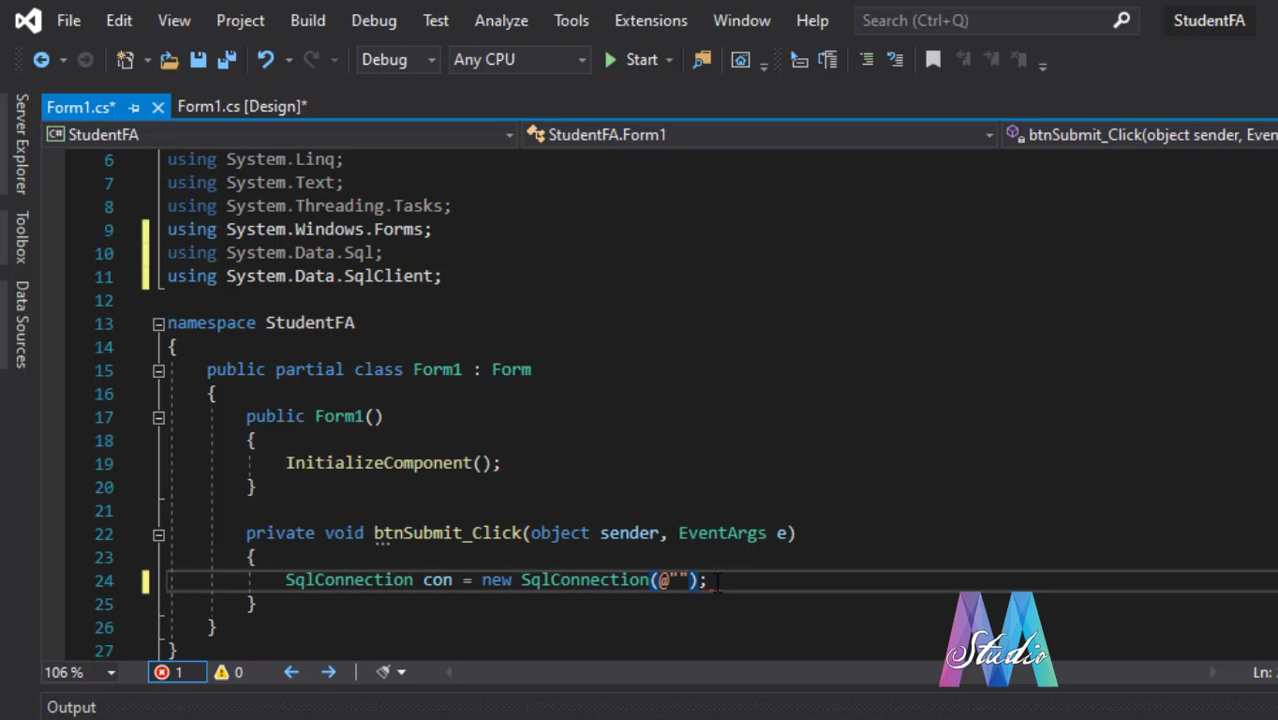 File Edit View Project Build Debug Test Analyze Tools Extensions Window Help Search (Ctrl+Q) StudentFA
Debug Any CPU Start
Form1.cs* Form1.cs [Design]*
C# StudentFA StudentFA.Form1 btnSubmit_Click(object sender, Even
Server Explorer
Toolbox
Data Sources
6 using System.Linq;
7 using System.Text;
8 using System.Threading.Tasks;
9 using System.Windows.Forms;
10 using System.Data.Sql;
11 using System.Data.SqlClient;
12
13 namespace StudentFA
14 {
15 public partial class Form1 : Form
16 {
17 public Form1()
18 {
19 InitializeComponent();
20 }
21
22 private void btnSubmit_Click(object sender, EventArgs e)
23 {
24 SqlConnection con = new SqlConnection(@"");
25 }
26 }
27 }
MA
Studio
106 % 1 0 Ln:
Output